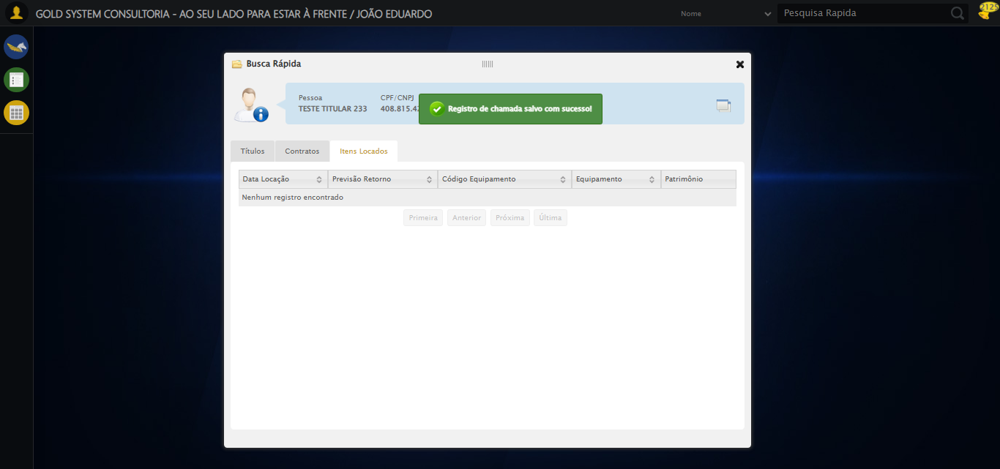 GOLD SYSTEM CONSULTORIA - AO SEU LADO PARA ESTAR À FRENTE / JOÃO EDUARDO
Nome
Pesquisa Rapida
2125
Busca Rápida
Pessoa
CPF/CNPJ
TESTE TITULAR 233
408.815.42
Registro de chamada salvo com sucesso!
Títulos
Contratos
Itens Locados
Data Locação
Previsão Retorno
Código Equipamento
Equipamento
Patrimônio
Nenhum registro encontrado
Primeira
Anterior
Próxima
Última